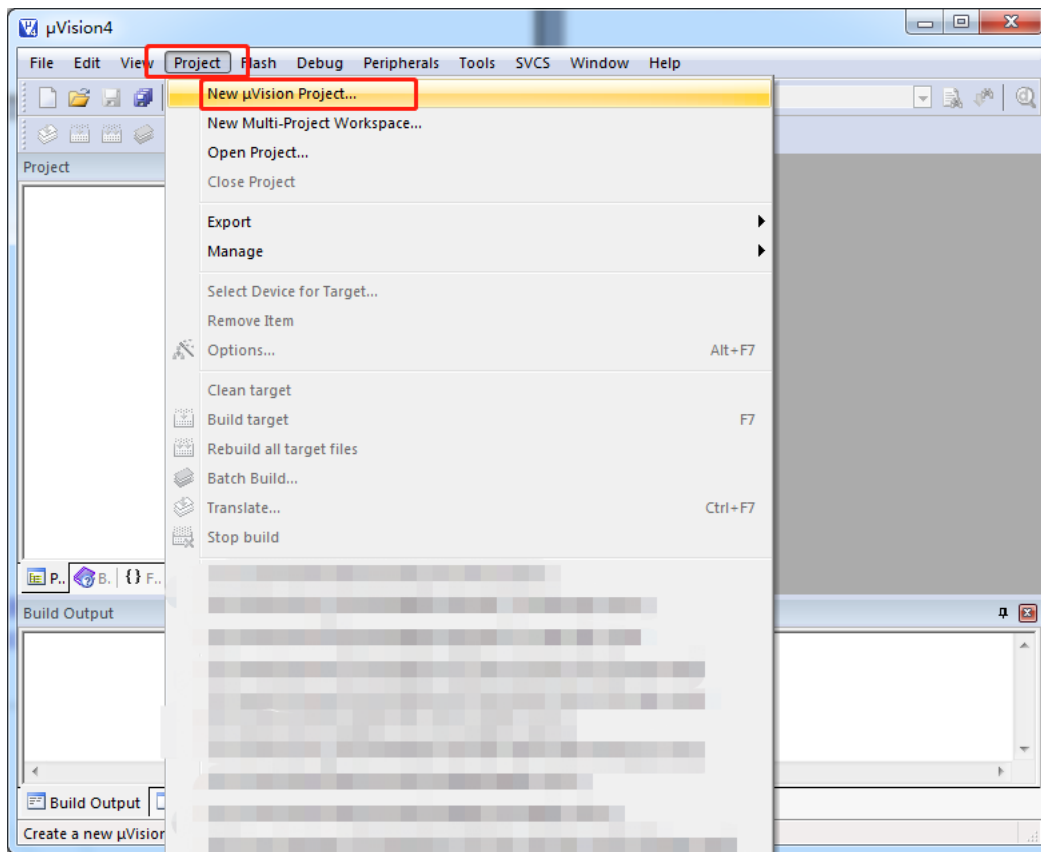 µVision4
File Edit View Project Flash Debug Peripherals Tools SVCS Window Help
New µVision Project...
New Multi-Project Workspace...
Open Project...
Close Project
Export
Manage
Select Device for Target...
Remove Item
Options... Alt+F7
Clean target
Build target F7
Rebuild all target files
Batch Build...
Translate... Ctrl+F7
Stop build
Project
P.. B. {} F..
Build Output
Build Output
Create a new µVision